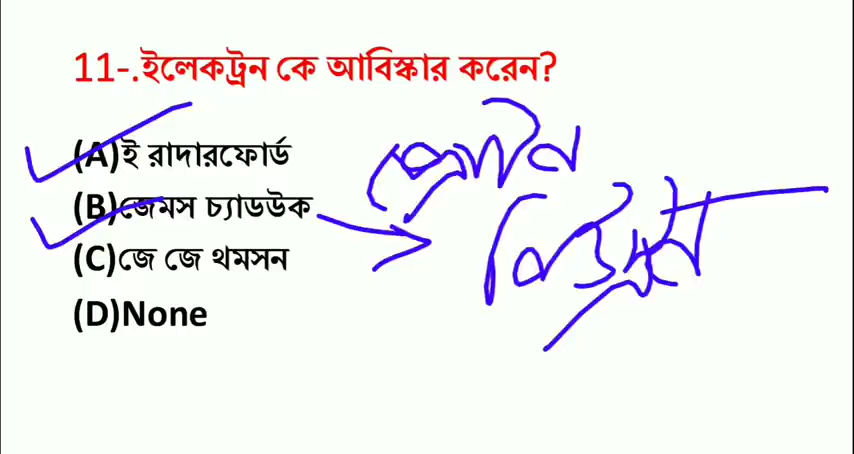 11-.ইলেকট্রন কে আবিস্কার করেন?
(A)ই রাদারফোর্ড
প্রোটন
(B)জেমস চ্যাডউক
নিউট্রন
(C)জে জে থমসন
(D)None